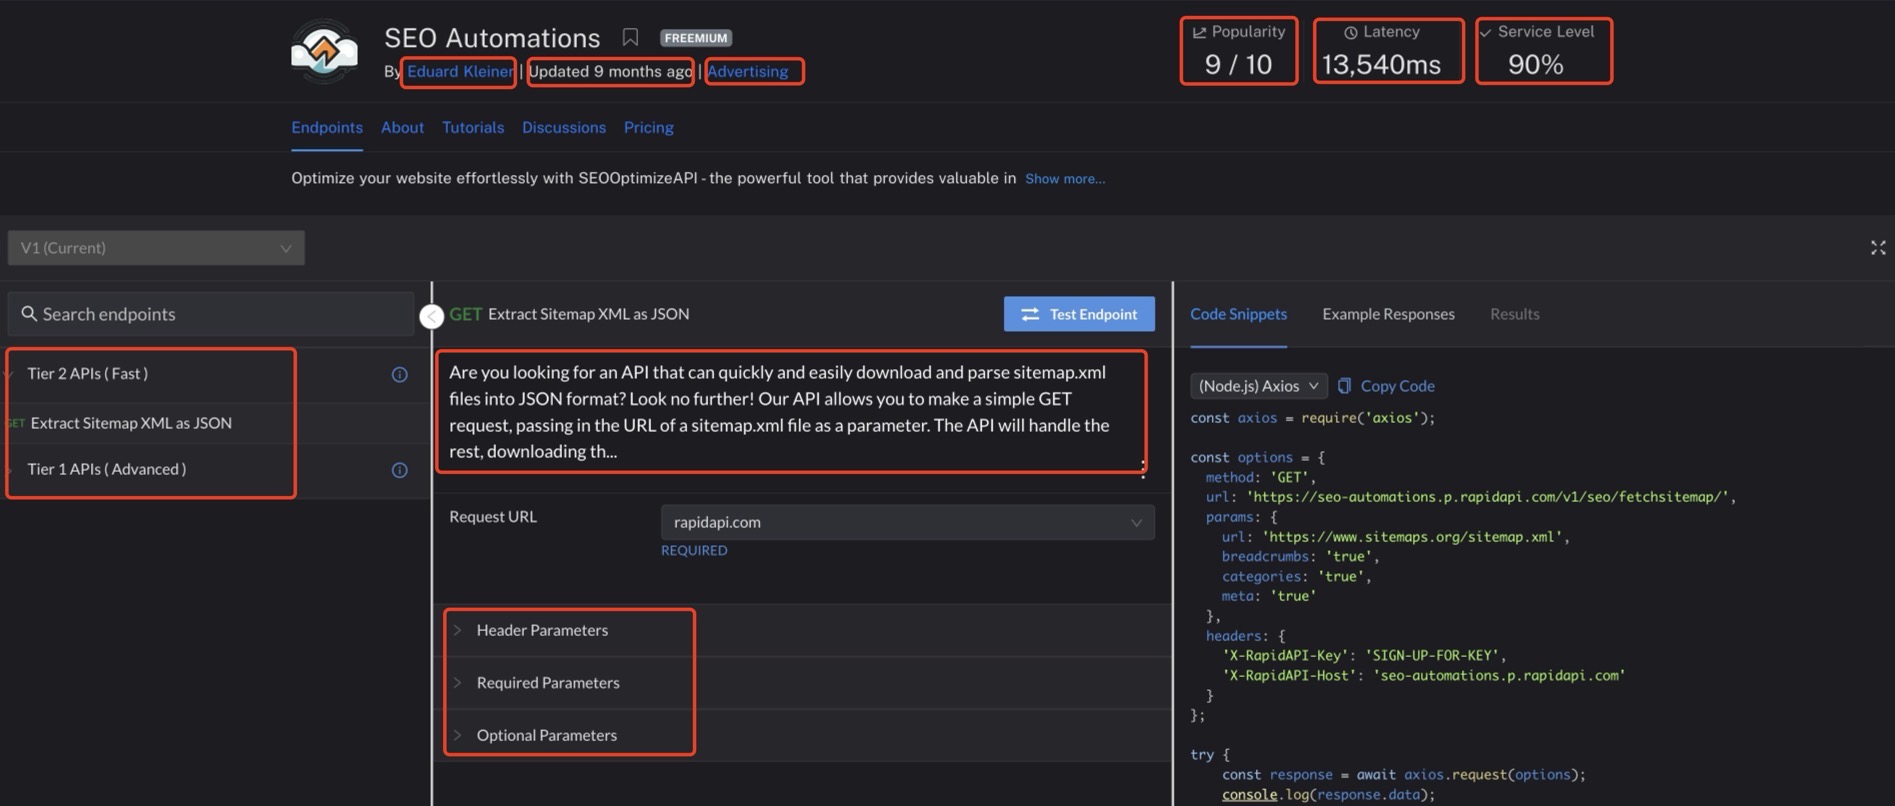 SEO Automations FREEMIUM
By Eduard Kleiner | Updated 9 months ago | Advertising
Popularity
9 / 10
Latency
13,540ms
Service Level
90%
Endpoints About Tutorials Discussions Pricing
Optimize your website effortlessly with SEOOptimizeAPI - the powerful tool that provides valuable in Show more...
V1 (Current)
Search endpoints
Tier 2 APIs ( Fast )
GET Extract Sitemap XML as JSON
Tier 1 APIs ( Advanced )
GET Extract Sitemap XML as JSON
Test Endpoint
Are you looking for an API that can quickly and easily download and parse sitemap.xml
files into JSON format? Look no further! Our API allows you to make a simple GET
request, passing in the URL of a sitemap.xml file as a parameter. The API will handle the
rest, downloading th...
Request URL
rapidapi.com
REQUIRED
Header Parameters
Required Parameters
Optional Parameters
Code Snippets Example Responses Results
(Node.js) Axios Copy Code
const axios = require('axios');
const options = {
method: 'GET',
url: 'https://seo-automations.p.rapidapi.com/v1/seo/fetchsitemap/',
params: {
url: 'https://www.sitemaps.org/sitemap.xml',
breadcrumbs: 'true',
categories: 'true',
meta: 'true'
},
headers: {
'X-RapidAPI-Key': 'SIGN-UP-FOR-KEY',
'X-RapidAPI-Host': 'seo-automations.p.rapidapi.com'
}
};
try {
const response = await axios.request(options);
console.log(response.data);